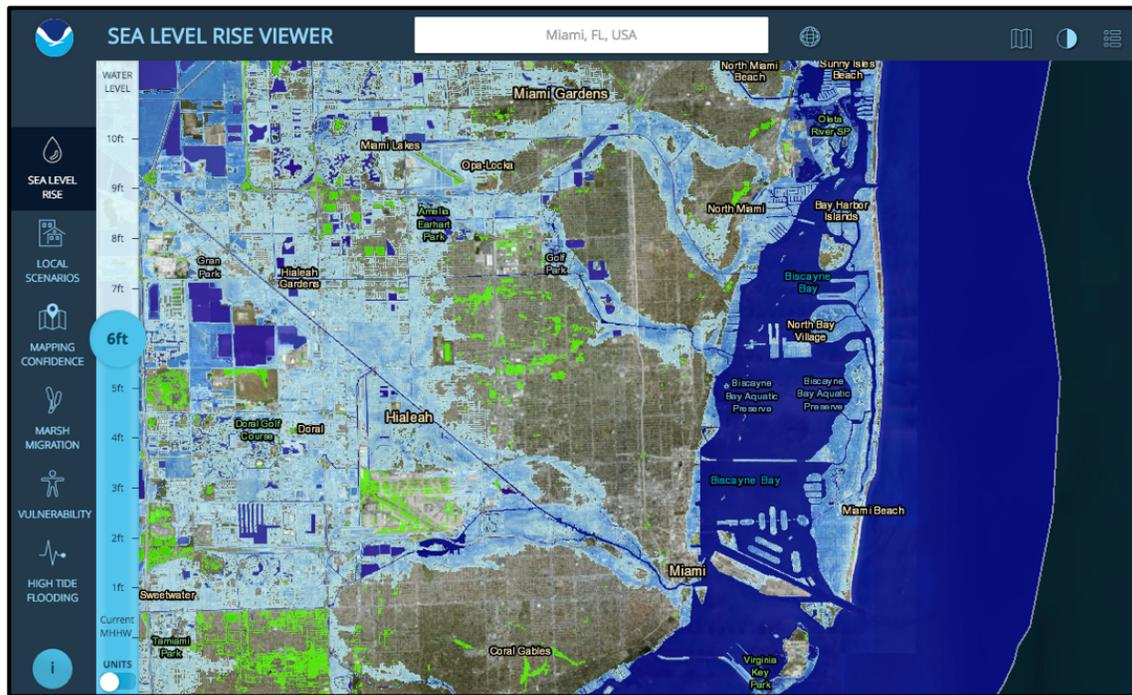 SEA LEVEL RISE VIEWER
Miami, FL, USA
WATER
LEVEL
10ft
9ft
8ft
7ft
6ft
5ft
4ft
3ft
2ft
1ft
Current
MHHW
UNITS
SEA LEVEL
RISE
LOCAL
SCENARIOS
MAPPING
CONFIDENCE
MARSH
MIGRATION
VULNERABILITY
HIGH TIDE
FLOODING
i
North Miami
Beach
Sunny Isles
Beach
Miami Gardens
Oleta
River SP
Miami Lakes
Opa-Locka
Amelia
Earhart
Park
North Miami
Bay Harbor
Islands
Gran
Park
Hialeah
Gardens
Golf
Park
Biscayne
Bay
North Bay
Village
Biscayne
Bay Aquatic
Preserve
Biscayne
Bay Aquatic
Preserve
Hialeah
Doral Golf
Course
Doral
Biscayne Bay
Miami Beach
Miami
Sweetwater
Tamiami
Park
Coral Gables
Virginia
Key
Park